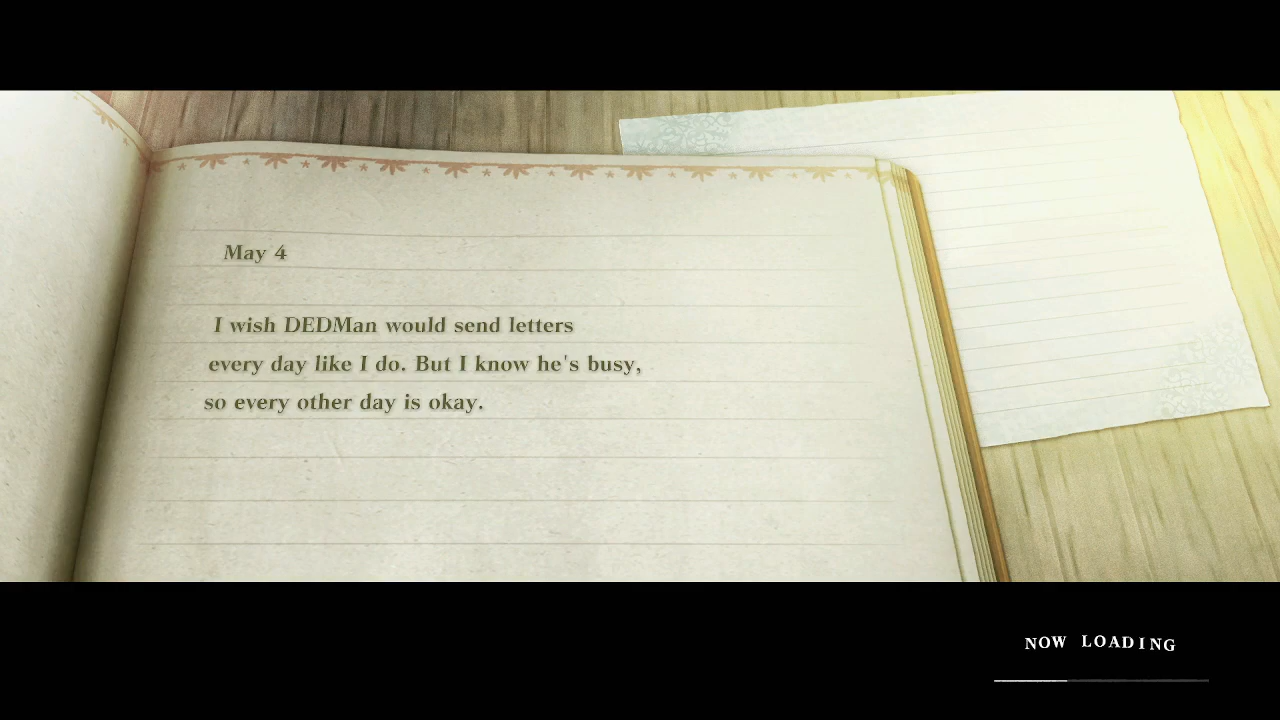 May 4
I wish DEDMan would send letters
every day like I do. But I know he's busy,
so every other day is okay.
NOW LOADING